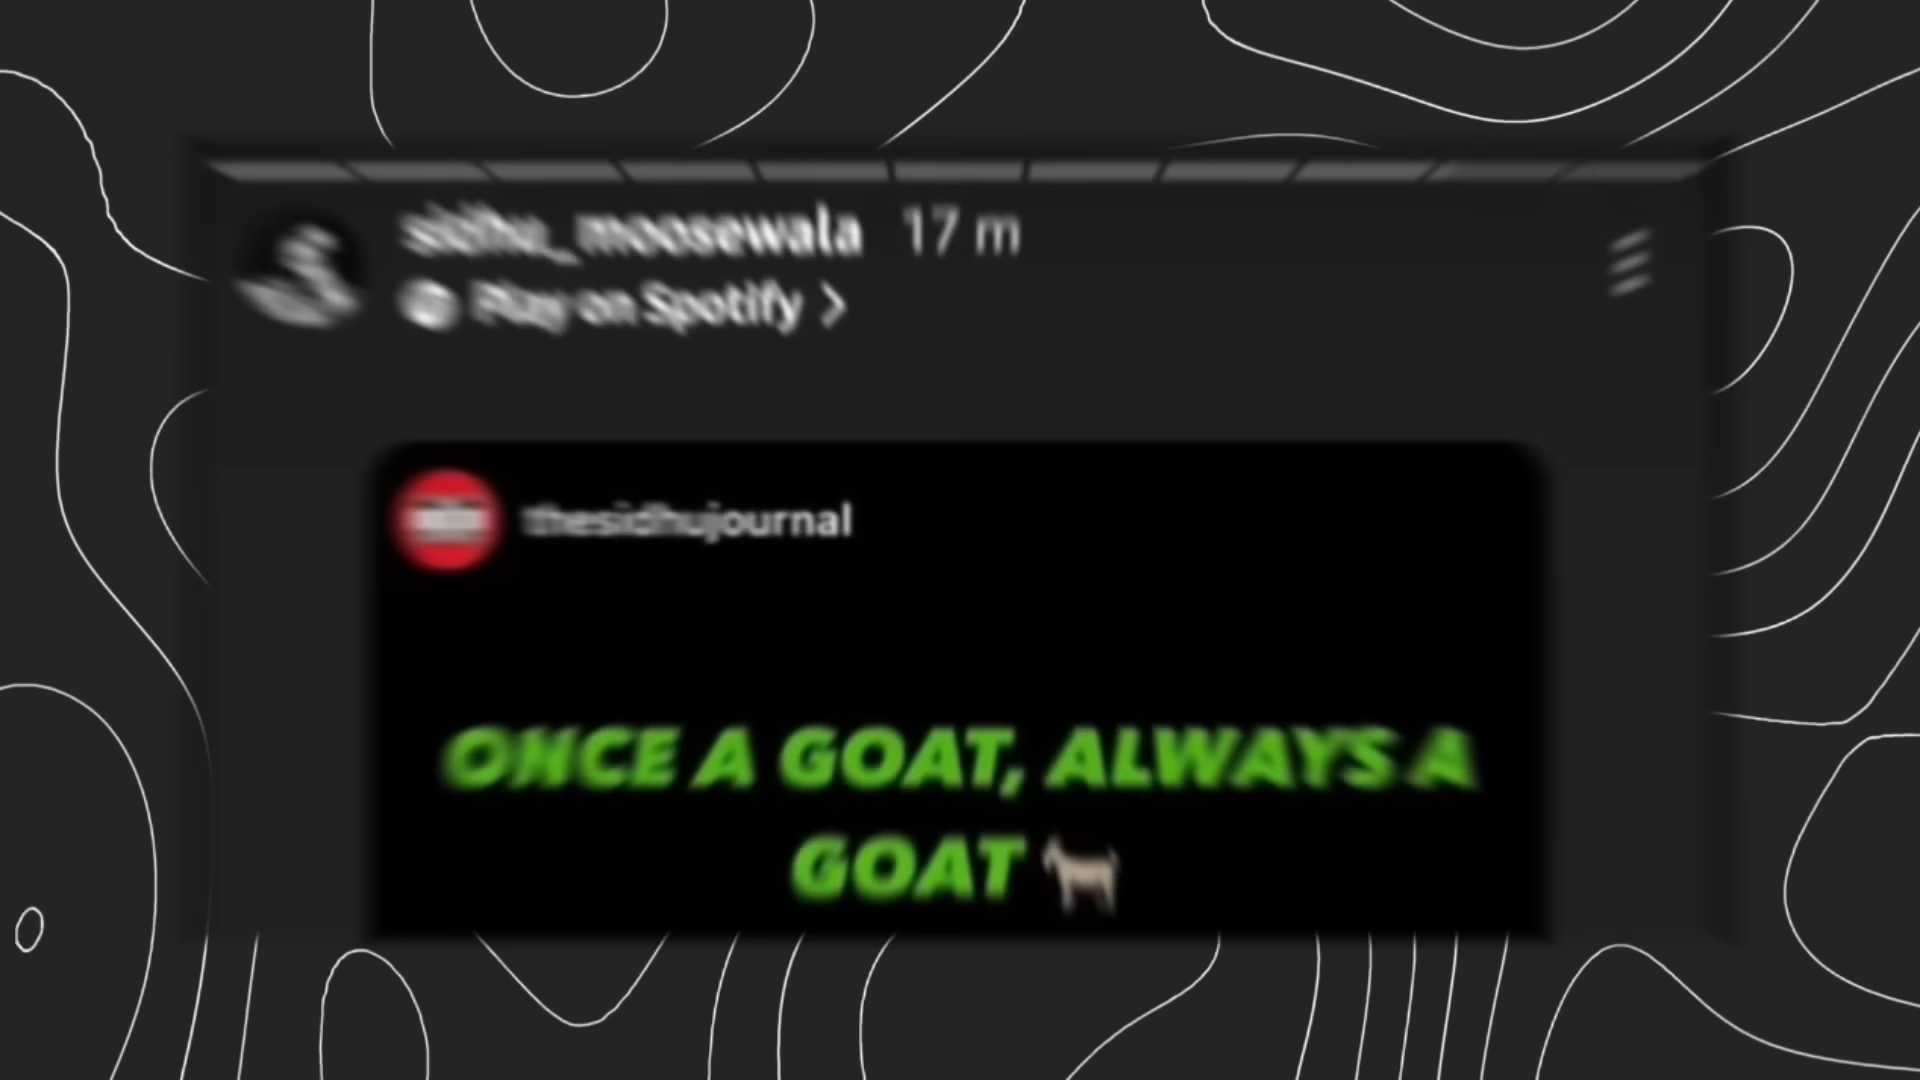 sidhu_moosewala 17 m
Play on Spotify >
thesidhujournal
ONCE A GOAT, ALWAYS A
GOAT 🐐